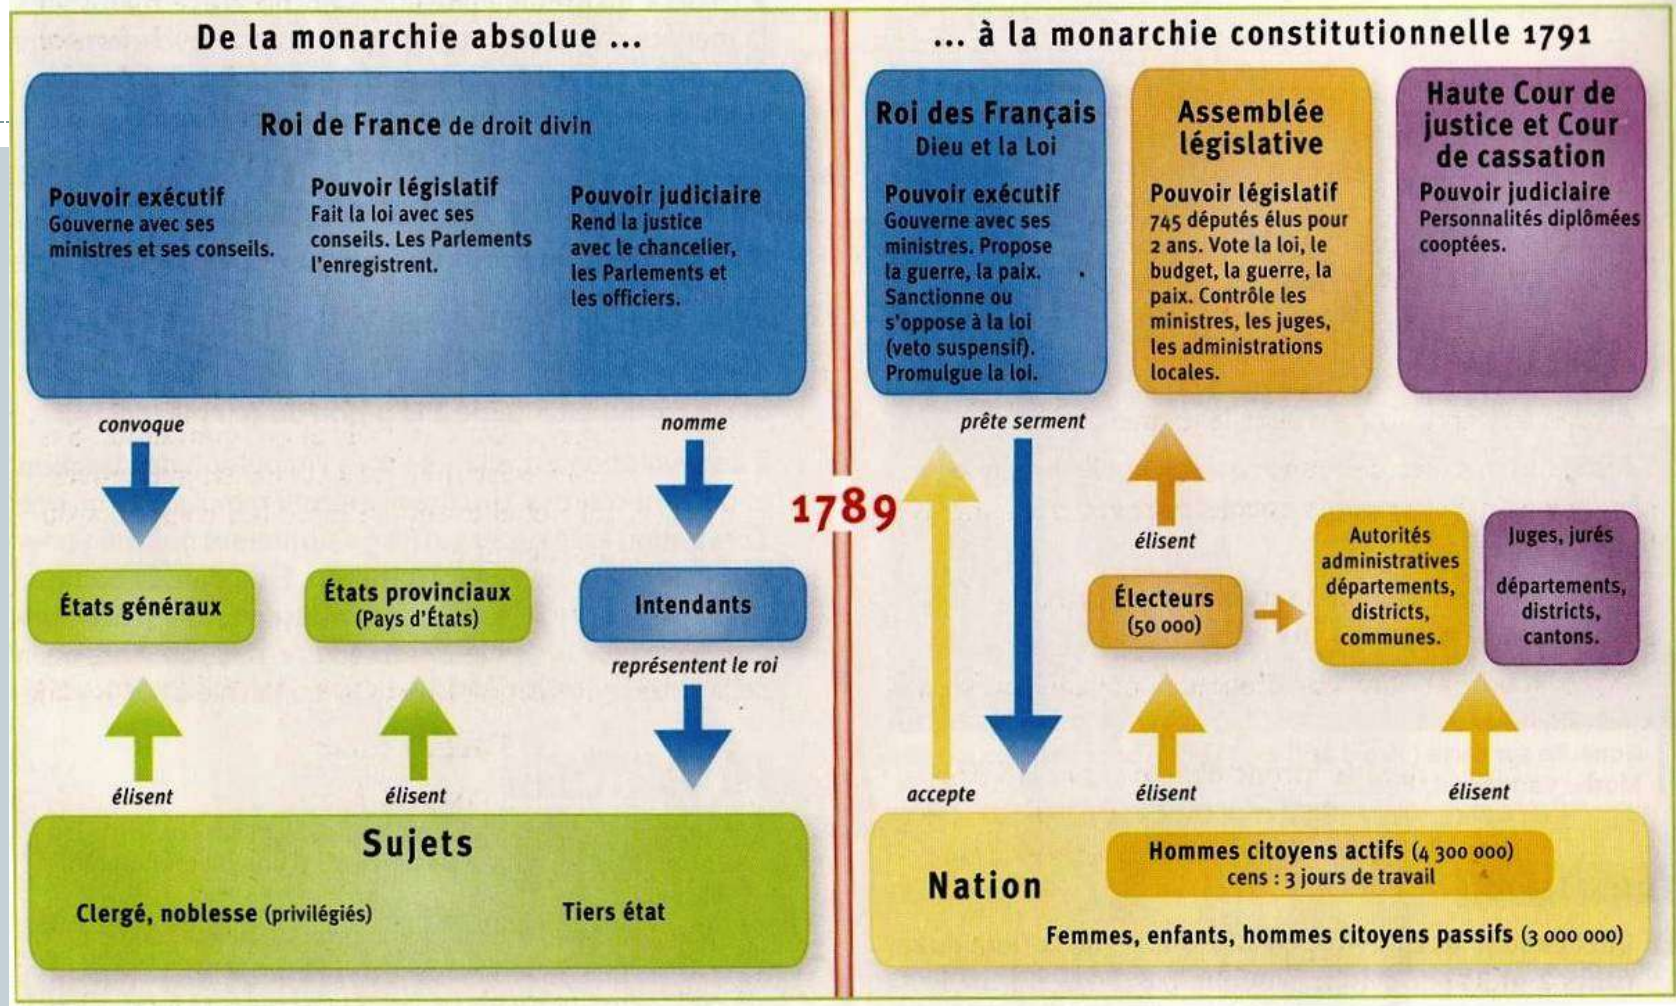 De la monarchie absolue ...
Roi de France de droit divin
Pouvoir exécutif
Gouverne avec ses
ministres et ses conseils.
Pouvoir législatif
Fait la loi avec ses
conseils. Les Parlements
l'enregistrent.
Pouvoir judiciaire
Rend la justice
avec le chancelier,
les Parlements et
les officiers.
convoque
nomme
États généraux
États provinciaux
(Pays d'États)
Intendants
représentent le roi
élisent
élisent
Sujets
Clergé, noblesse (privilégiés)
Tiers état
1789
... à la monarchie constitutionnelle 1791
Roi des Français
Dieu et la Loi
Pouvoir exécutif
Gouverne avec ses
ministres. Propose
la guerre, la paix.
Sanctionne ou
s'oppose à la loi
(veto suspensif).
Promulgue la loi.
Assemblée
législative
Pouvoir législatif
745 députés élus pour
2 ans. Vote la loi, le
budget, la guerre, la
paix. Contrôle les
ministres, les juges,
les administrations
locales.
Haute Cour de
justice et Cour
de cassation
Pouvoir judiciaire
Personnalités diplômées
cooptées.
prête serment
élisent
Électeurs
(50 000)
Autorités
administratives
départements,
districts,
communes.
Juges, jurés
départements,
districts,
cantons.
accepte
élisent
élisent
Nation
Hommes citoyens actifs (4 300 000)
cens : 3 jours de travail
Femmes, enfants, hommes citoyens passifs (3 000 000)